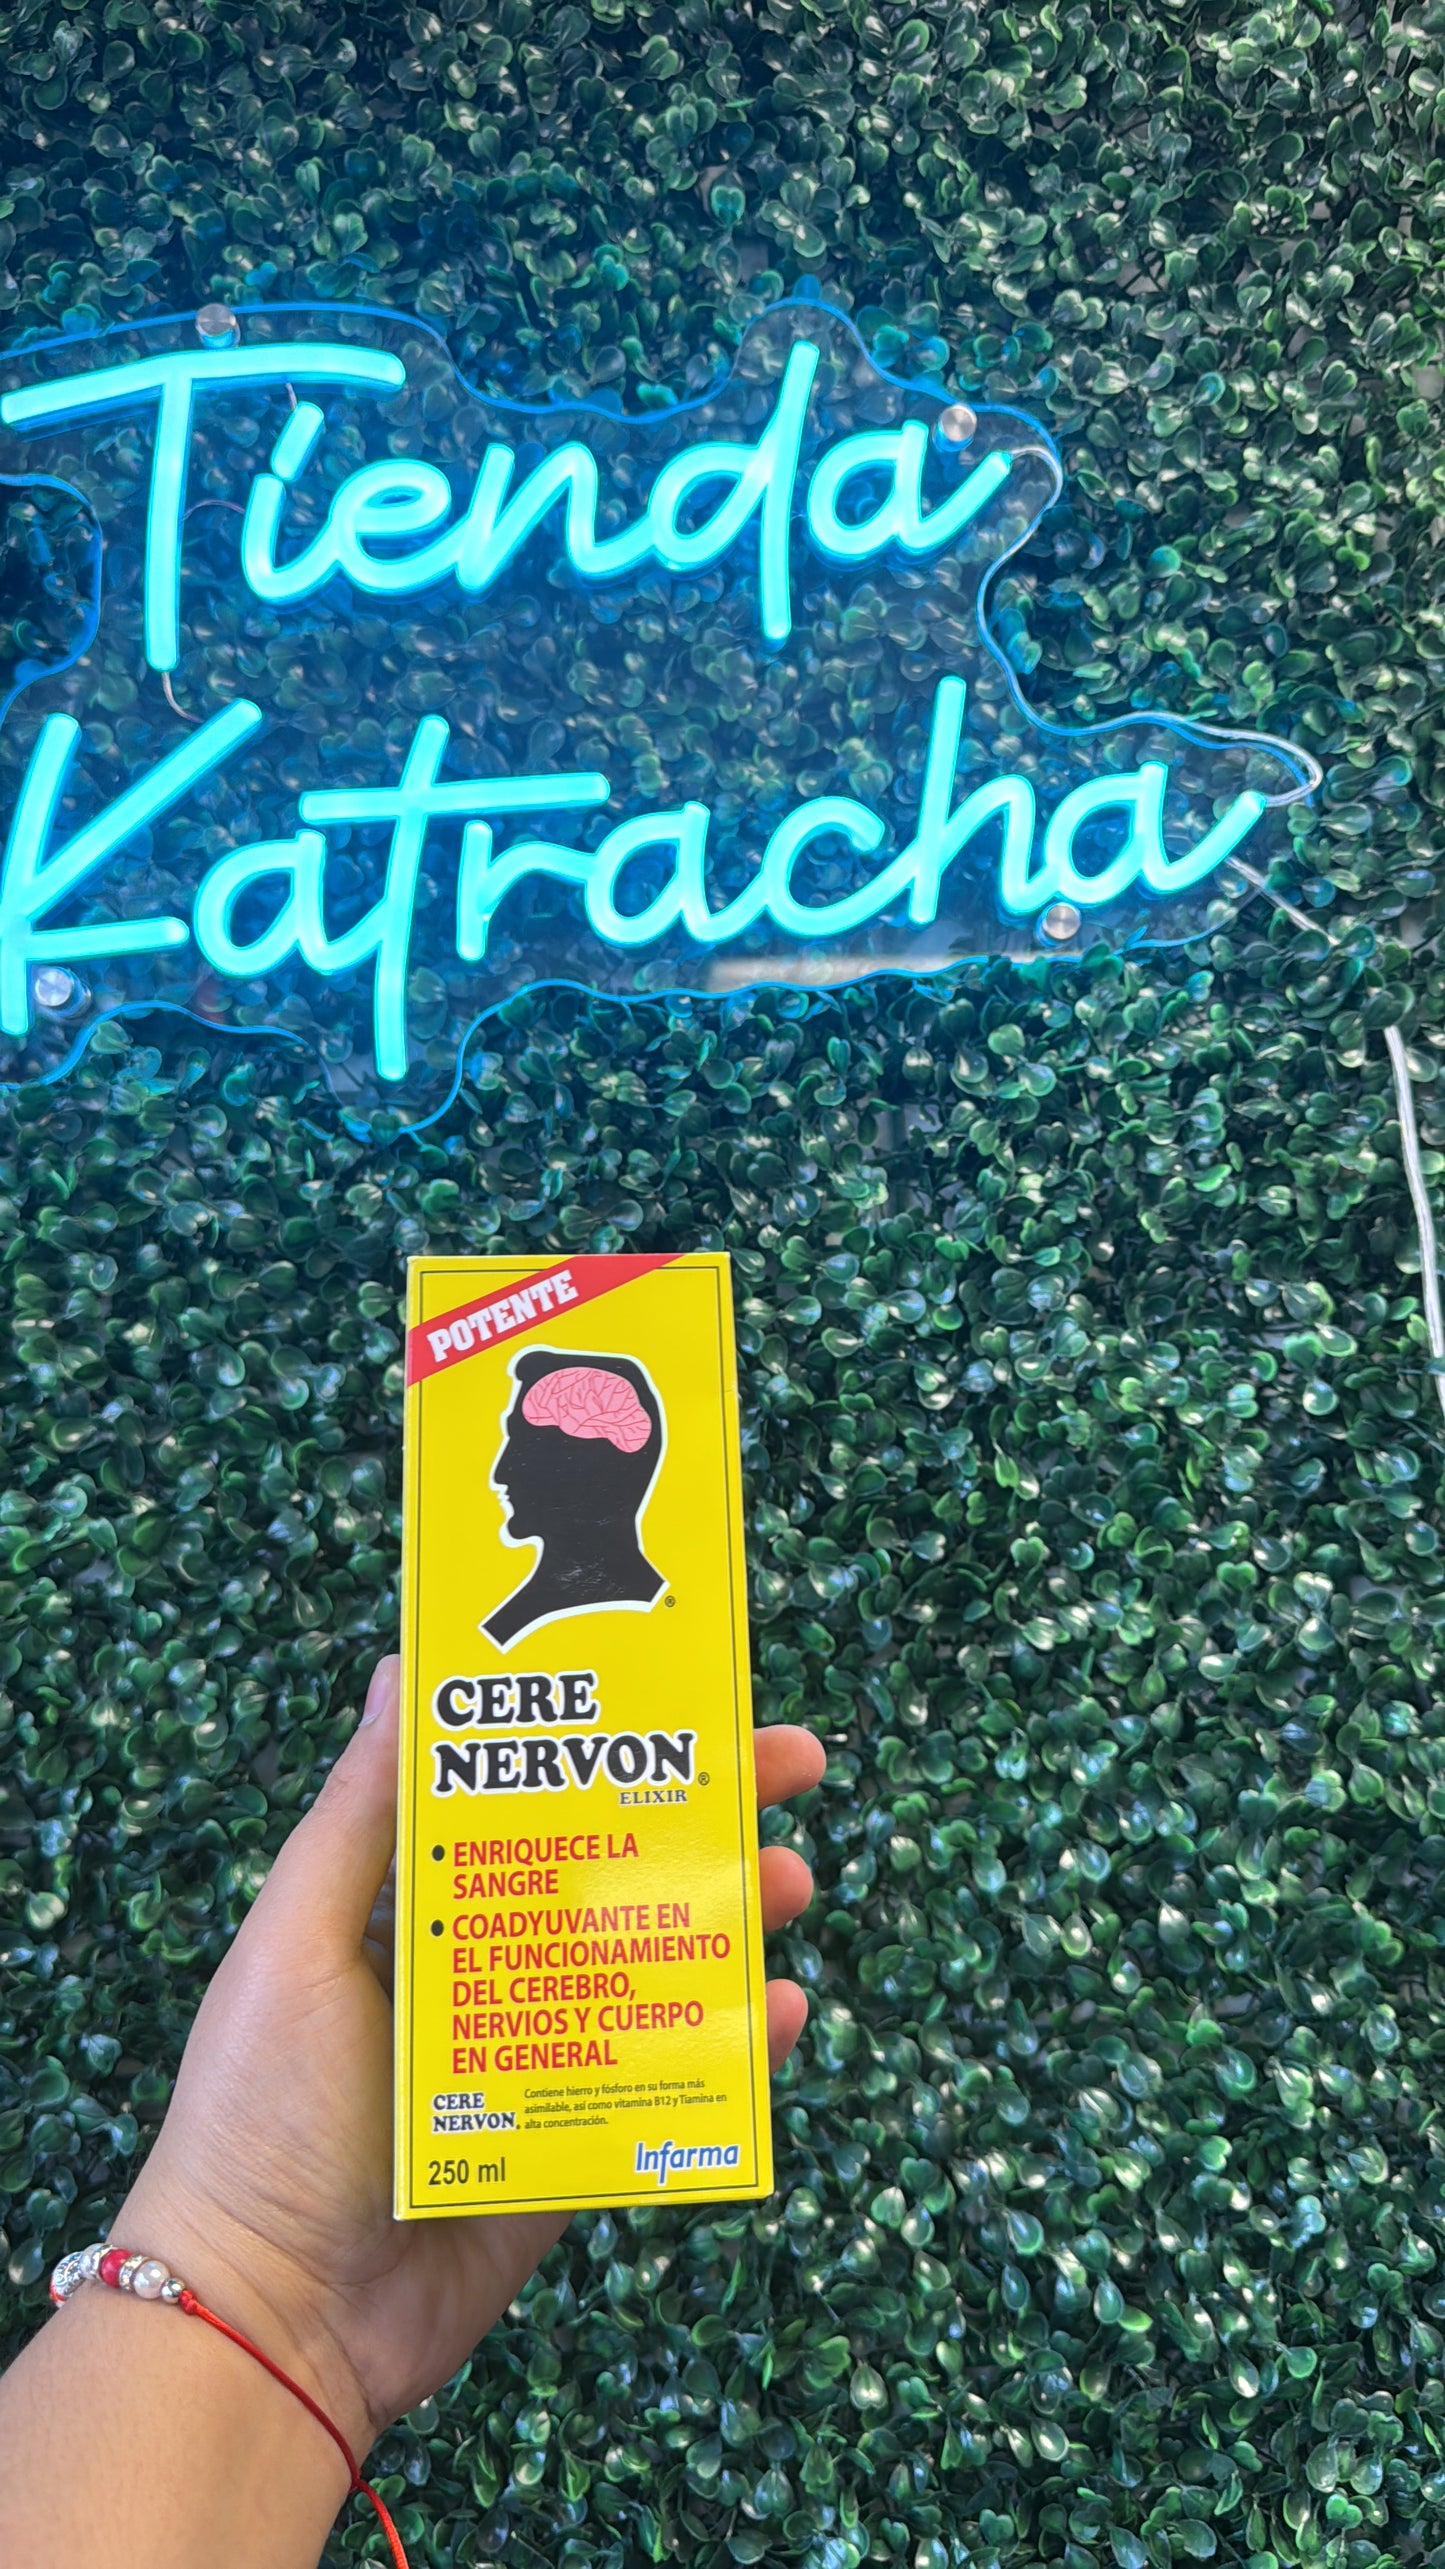 Tienda
Katracha
POTENTE
®
CERE
NERVON®
ELIXIR
• ENRIQUECE LA
SANGRE
• COADYUVANTE EN
EL FUNCIONAMIENTO
DEL CEREBRO,
NERVIOS Y CUERPO
EN GENERAL
CERE
NERVON®
Contiene hierro y fósforo en su forma más
asimilable, así como vitamina B12 y Tiamina en
alta concentración.
250 ml
Infarma